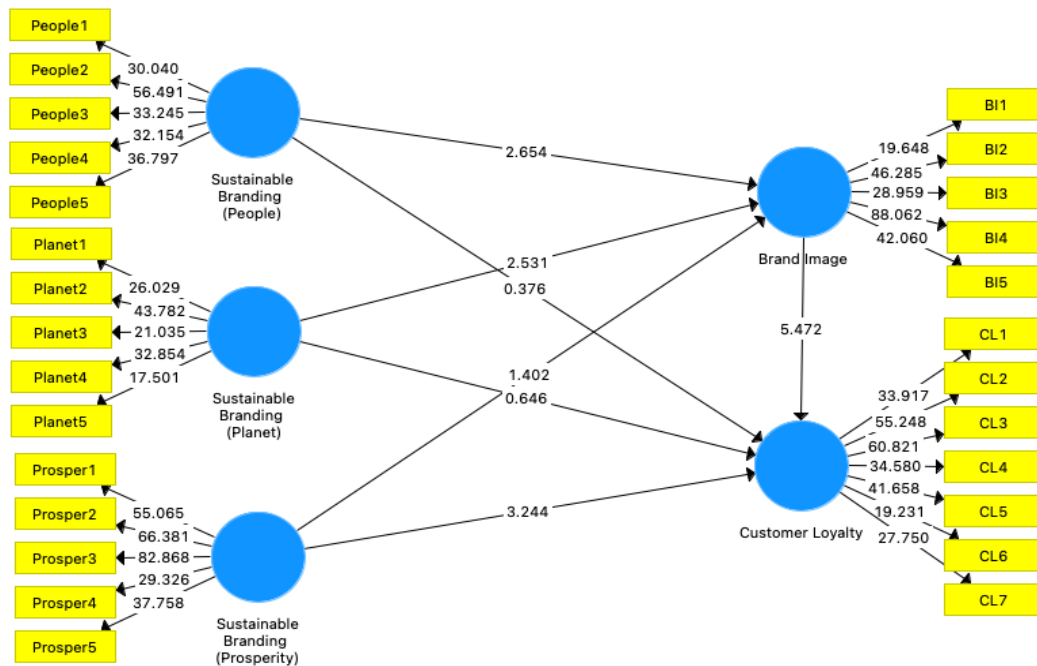 People1
People2
People3
People4
People5
30.040
56.491
33.245
32.154
36.797
Sustainable
Branding
(People)
Planet1
Planet2
Planet3
Planet4
Planet5
26.029
43.782
21.035
32.854
17.501
Sustainable
Branding
(Planet)
Prosper1
Prosper2
Prosper3
Prosper4
Prosper5
55.065
66.381
82.868
29.326
37.758
Sustainable
Branding
(Prosperity)
2.654
2.531
0.376
1.402
0.646
3.244
5.472
Brand Image
19.648
46.285
28.959
88.062
42.060
BI1
BI2
BI3
BI4
BI5
Customer Loyalty
33.917
55.248
60.821
34.580
41.658
19.231
27.750
CL1
CL2
CL3
CL4
CL5
CL6
CL7